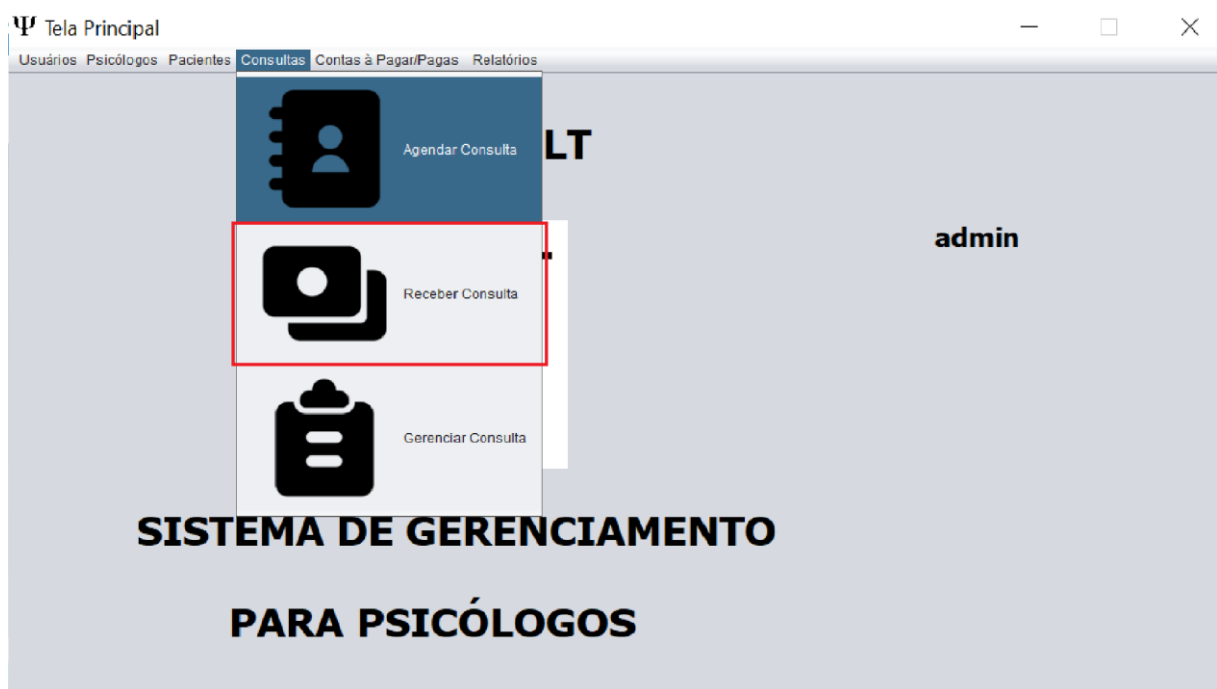 Ψ Tela Principal
Usuários Psicólogos Pacientes Consultas Contas à Pagar/Pagas Relatórios
Agendar Consulta
LT
admin
Receber Consulta
Gerenciar Consulta
SISTEMA DE GERENCIAMENTO
PARA PSICÓLOGOS